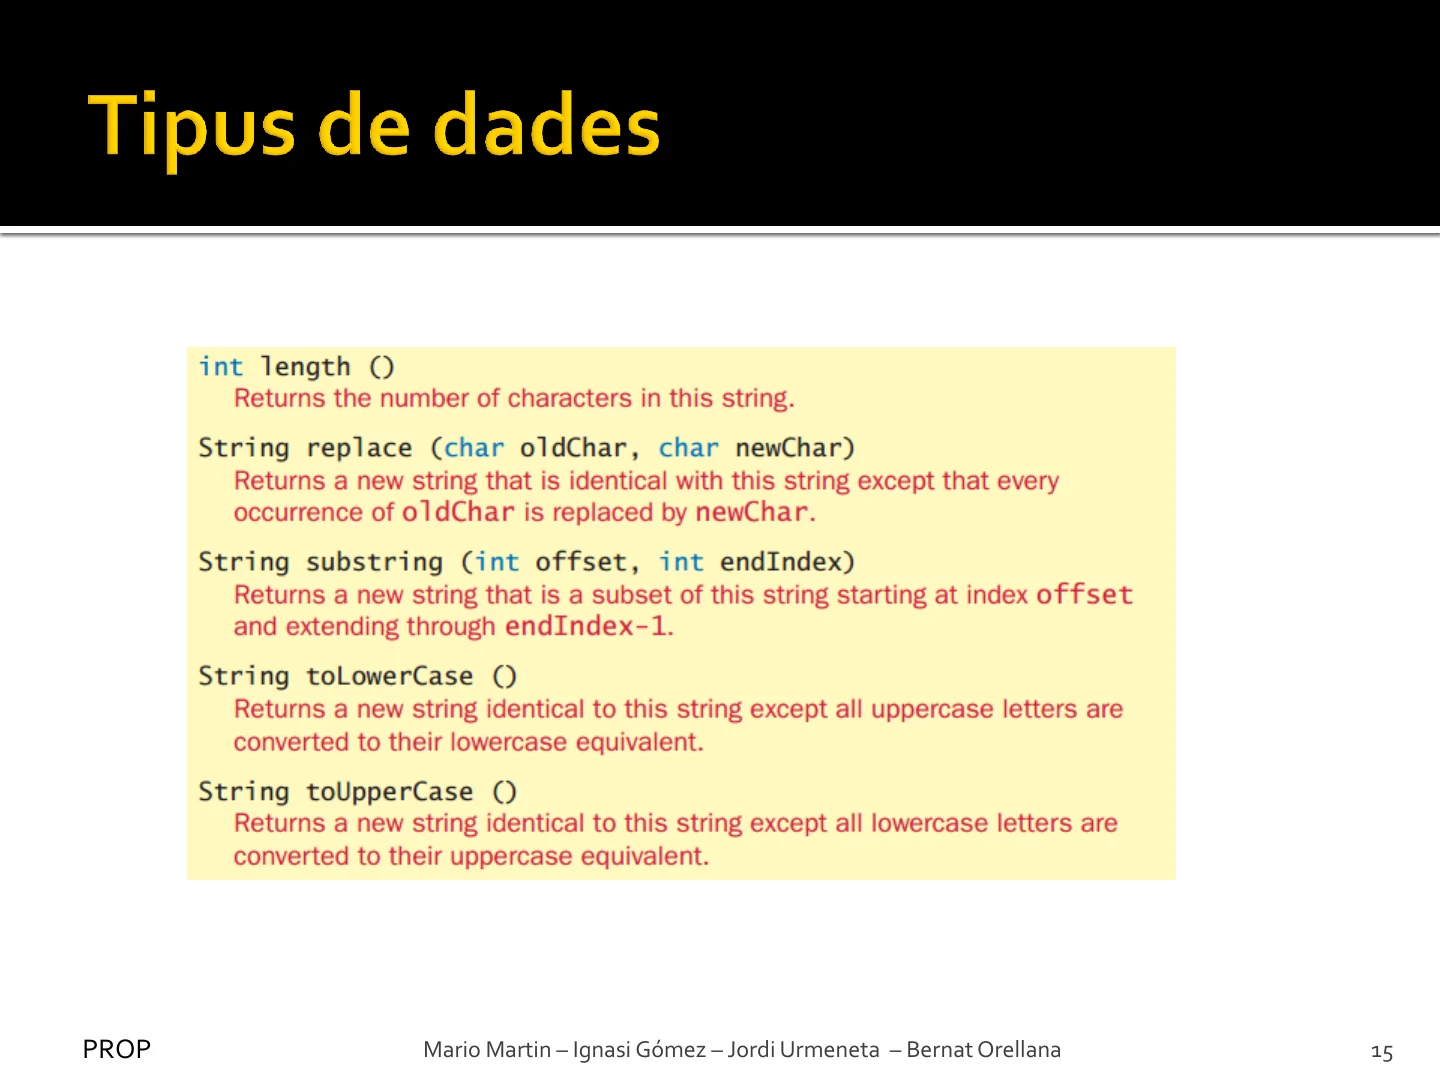 Tipus de dades
int length ()
Returns the number of characters in this string.
String replace (char oldChar, char newChar)
Returns a new string that is identical with this string except that every
occurrence of oldChar is replaced by newChar.
String substring (int offset, int endIndex)
Returns a new string that is a subset of this string starting at index offset
and extending through endIndex-1.
String toLowerCase ()
Returns a new string identical to this string except all uppercase letters are
converted to their lowercase equivalent.
String toUpperCase ()
Returns a new string identical to this string except all lowercase letters are
converted to their uppercase equivalent.
PROP
Mario Martin – Ignasi Gómez – Jordi Urmeneta – Bernat Orellana
15